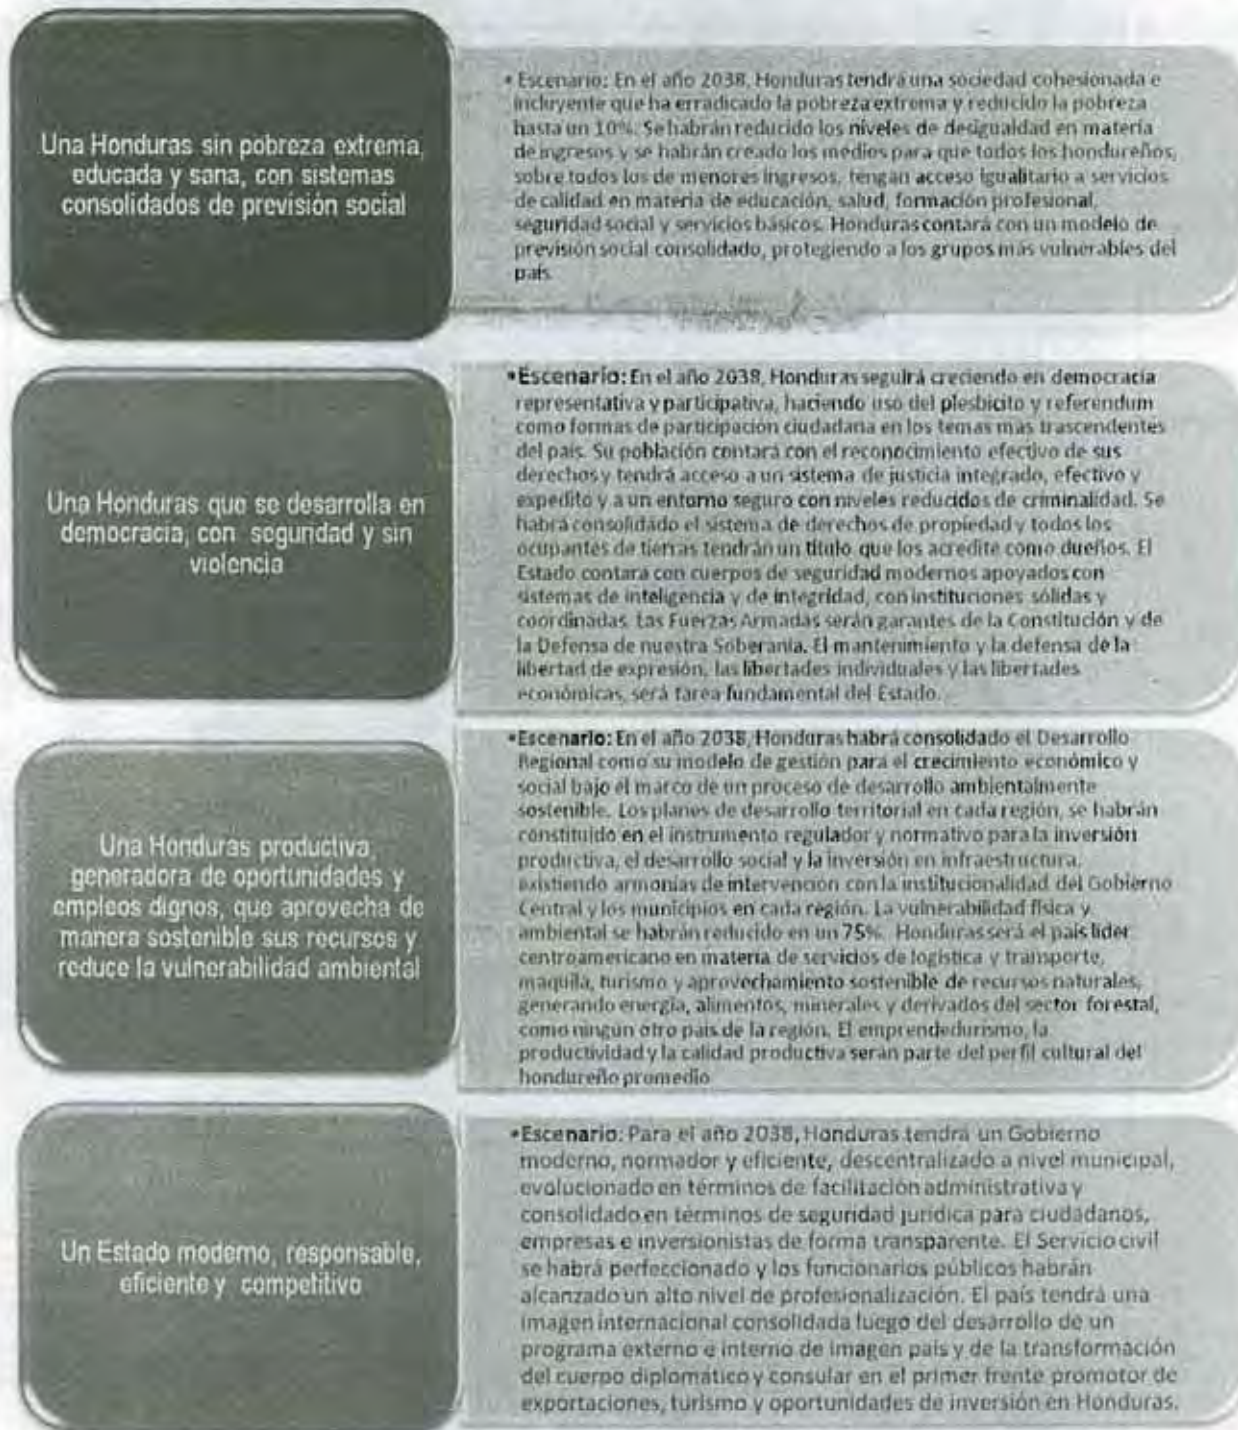 Una Honduras sin pobreza extrema,
educada y sana, con sistemas
consolidados de previsión social
• Escenario: En el año 2038, Honduras tendrá una sociedad cohesionada e
incluyente que ha erradicado la pobreza extrema y reducido la pobreza
hasta un 10%. Se habrán reducido los niveles de desigualdad en materia
de ingresos y se habrán creado los medios para que todos los hondureños,
sobre todos los de menores ingresos, tengan acceso igualitario a servicios
de calidad en materia de educación, salud, formación profesional,
seguridad social y servicios básicos. Honduras contará con un modelo de
previsión social consolidado, protegiendo a los grupos más vulnerables del
país.
Una Honduras que se desarrolla en
democracia, con seguridad y sin
violencia
•Escenario: En el año 2038, Honduras seguirá creciendo en democracia
representativa y participativa, haciendo uso del plesbicito y referendum
como formas de participación ciudadana en los temas más trascendentes
del país. Su población contará con el reconocimiento efectivo de sus
derechos y tendrá acceso a un sistema de justicia integrado, efectivo y
expedito y a un entorno seguro con niveles reducidos de criminalidad. Se
habrá consolidado el sistema de derechos de propiedad y todos los
ocupantes de tierras tendrán un título que los acredite como dueños. El
Estado contará con cuerpos de seguridad modernos apoyados con
sistemas de inteligencia y de integridad, con instituciones sólidas y
coordinadas. Las Fuerzas Armadas serán garantes de la Constitución y de
la Defensa de nuestra Soberanía. El mantenimiento y la defensa de la
libertad de expresión, las libertades individuales y las libertades
económicas, será tarea fundamental del Estado.
Una Honduras productiva,
generadora de oportunidades y
empleos dignos, que aprovecha de
manera sostenible sus recursos y
reduce la vulnerabilidad ambiental
•Escenario: En el año 2038, Honduras habrá consolidado el Desarrollo
Regional como su modelo de gestión para el crecimiento económico y
social bajo el marco de un proceso de desarrollo ambientalmente
sostenible. Los planes de desarrollo territorial en cada región, se habrán
constituido en el instrumento regulador y normativo para la inversión
productiva, el desarrollo social y la inversión en infraestructura,
existiendo armonías de intervención con la institucionalidad del Gobierno
Central y los municipios en cada región. La vulnerabilidad física y
ambiental se habrán reducido en un 75%. Honduras será el país líder
centroamericano en materia de servicios de logística y transporte,
maquila, turismo y aprovechamiento sostenible de recursos naturales,
generando energía, alimentos, minerales y derivados del sector forestal,
como ningún otro país de la región. El emprendedurismo, la
productividad y la calidad productiva serán parte del perfil cultural del
hondureño promedio
Un Estado moderno, responsable,
eficiente y competitivo
•Escenario: Para el año 2038, Honduras tendrá un Gobierno
moderno, normador y eficiente, descentralizado a nivel municipal,
evolucionado en términos de facilitación administrativa y
consolidado en términos de seguridad jurídica para ciudadanos,
empresas e inversionistas de forma transparente. El Servicio civil
se habrá perfeccionado y los funcionarios públicos habrán
alcanzado un alto nivel de profesionalización. El país tendrá una
imagen internacional consolidada luego del desarrollo de un
programa externo e interno de imagen país y de la transformación
del cuerpo diplomático y consular en el primer frente promotor de
exportaciones, turismo y oportunidades de inversión en Honduras.